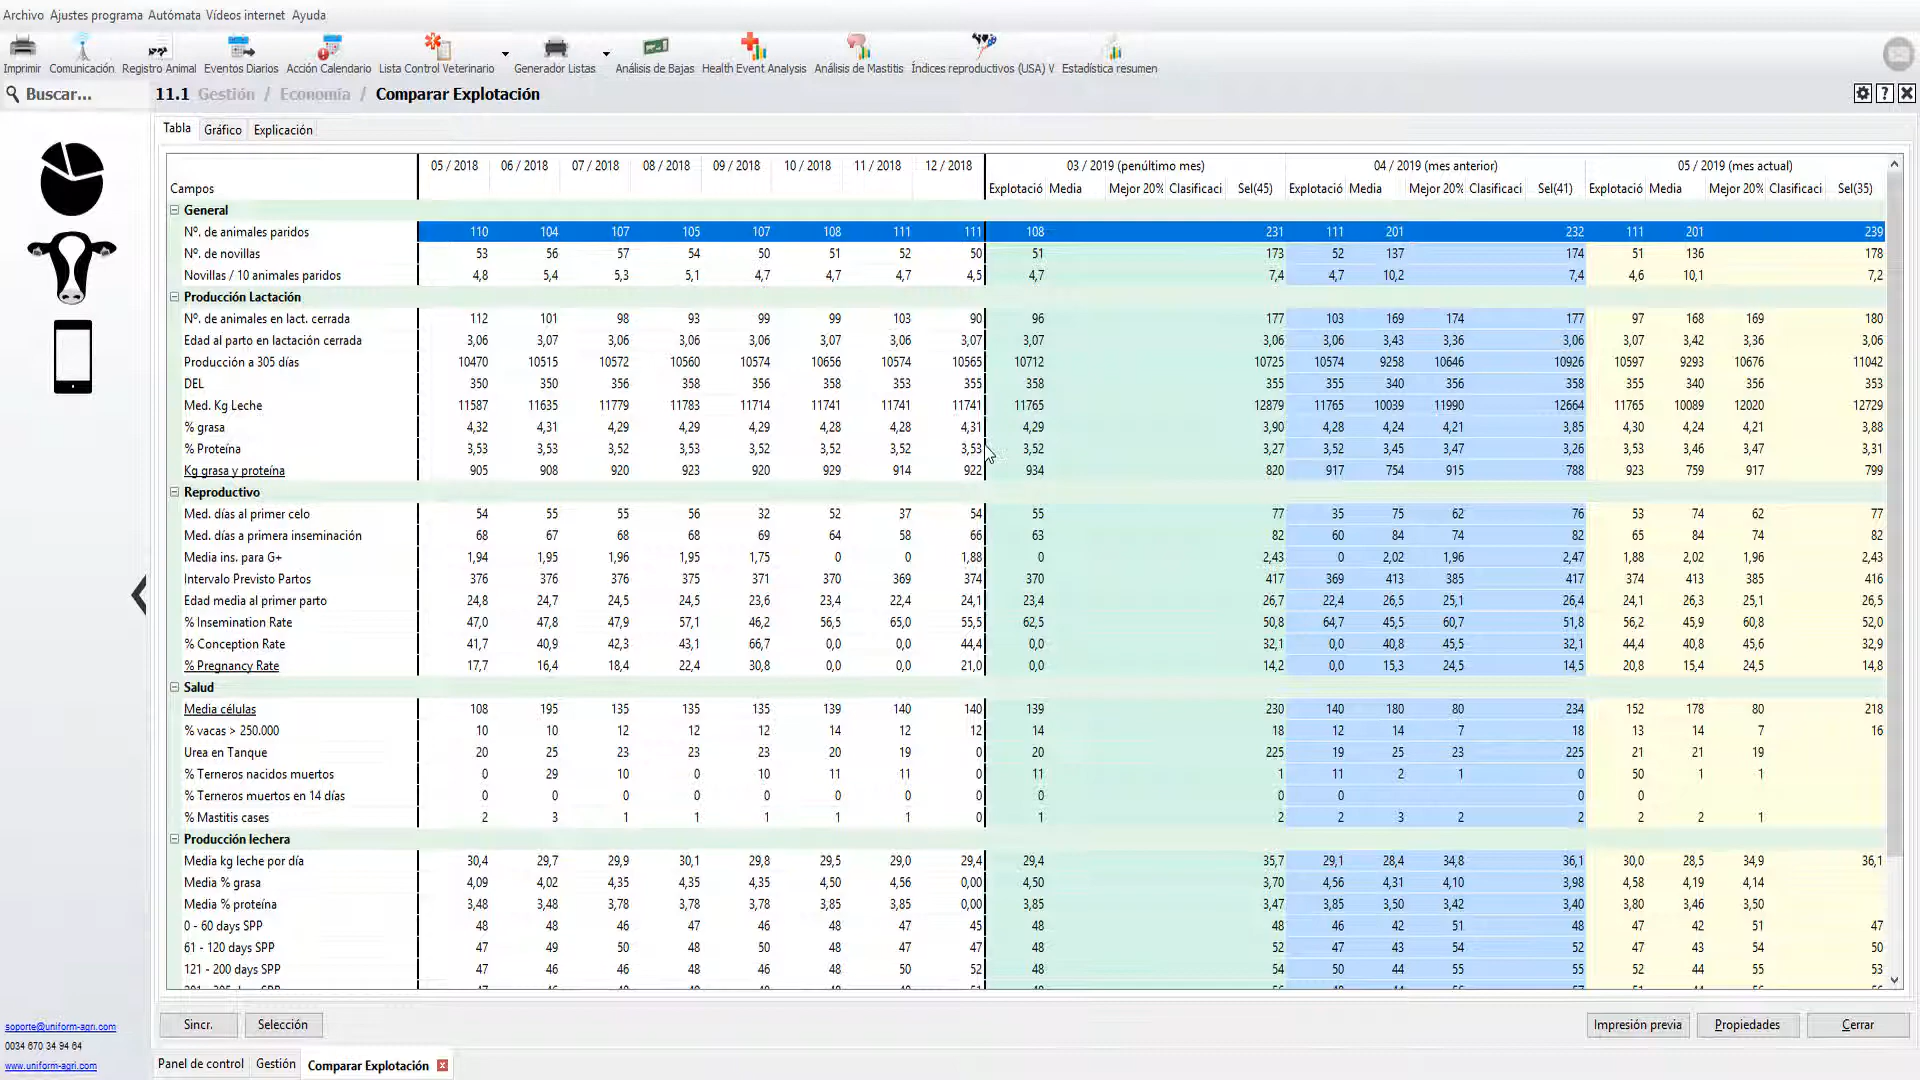 Archivo Ajustes programa Autómata Vídeos internet Ayuda
Imprimir Comunicación Registro Animal Eventos Diarios Acción Calendario Lista Control Veterinario Generador Listas Análisis de Bajas Health Event Analysis Análisis de Mastitis Índices reproductivos (USA) V Estadística resumen
Buscar... 11.1 Gestión / Economía / Comparar Explotación
Tabla Gráfico Explicación
05 / 2018 06 / 2018 07 / 2018 08 / 2018 09 / 2018 10 / 2018 11 / 2018 12 / 2018 03 / 2019 (penúltimo mes) 04 / 2019 (mes anterior) 05 / 2019 (mes actual)
Campos Explotació Media Mejor 20% Clasificaci Sel(45) Explotació Media Mejor 20% Clasificaci Sel(41) Explotació Media Mejor 20% Clasificaci Sel(35)
General
Nº. de animales paridos 110 104 107 105 107 108 111 111 108 231 111 201 232 111 201 239
Nº. de novillas 53 56 57 54 50 51 52 50 51 173 52 137 174 51 136 178
Novillas / 10 animales paridos 4,8 5,4 5,3 5,1 4,7 4,7 4,7 4,5 4,7 7,4 4,7 10,2 7,4 4,6 10,1 7,2
Producción Lactación
Nº. de animales en lact. cerrada 112 101 98 93 99 99 103 90 96 177 103 169 174 177 97 168 169 180
Edad al parto en lactación cerrada 3,06 3,07 3,06 3,06 3,06 3,07 3,06 3,07 3,07 3,06 3,06 3,43 3,36 3,06 3,07 3,42 3,36 3,06
Producción a 305 días 10470 10515 10572 10560 10574 10656 10574 10565 10712 10725 10574 9258 10646 10926 10597 9293 10676 11042
DEL 350 350 356 358 356 358 353 355 358 355 355 340 356 358 355 340 356 353
Med. Kg Leche 11587 11635 11779 11783 11714 11741 11741 11741 11765 12879 11765 10039 11990 12664 11765 10089 12020 12729
% grasa 4,32 4,31 4,29 4,29 4,29 4,28 4,28 4,31 4,29 3,90 4,28 4,24 4,21 3,85 4,30 4,24 4,21 3,88
% Proteína 3,53 3,53 3,52 3,53 3,52 3,52 3,52 3,53 3,52 3,27 3,52 3,45 3,47 3,26 3,53 3,46 3,47 3,31
Kg grasa y proteína 905 908 920 923 920 929 914 922 934 820 917 754 915 788 923 759 917 799
Reproductivo
Med. días al primer celo 54 55 55 56 32 52 37 54 55 77 35 75 62 76 53 74 62 77
Med. días a primera inseminación 68 67 68 68 69 64 58 66 63 82 60 84 74 82 65 84 74 82
Media ins. para G+ 1,94 1,95 1,96 1,95 1,75 0 0 1,88 0 2,43 0 2,02 1,96 2,47 1,88 2,02 1,96 2,43
Intervalo Previsto Partos 376 376 376 375 371 370 369 374 370 417 369 413 385 417 374 413 385 416
Edad media al primer parto 24,8 24,7 24,5 24,5 23,6 23,4 22,4 24,1 23,4 26,7 22,4 26,5 25,1 26,4 24,1 26,3 25,1 26,5
% Insemination Rate 47,0 47,8 47,9 57,1 46,2 56,5 65,0 55,5 62,5 50,8 64,7 45,5 60,7 51,8 56,2 45,9 60,8 52,0
% Conception Rate 41,7 40,9 42,3 43,1 66,7 0,0 0,0 44,4 0,0 32,1 0,0 40,8 45,5 32,1 44,4 40,8 45,6 32,9
% Pregnancy Rate 17,7 16,4 18,4 22,4 30,8 0,0 0,0 21,0 0,0 14,2 0,0 15,3 24,5 14,5 20,8 15,4 24,5 14,8
Salud
Media células 108 195 135 135 135 139 140 140 139 230 140 180 80 234 152 178 80 218
% vacas > 250.000 10 10 12 12 12 14 12 12 14 18 12 14 7 18 13 14 7 16
Urea en Tanque 20 25 23 23 23 20 19 0 20 225 19 25 23 225 21 21 19
% Terneros nacidos muertos 0 29 10 0 10 11 11 0 11 1 11 2 1 0 50 1 1
% Terneros muertos en 14 días 0 0 0 0 0 0 0 0 0 0 0 0 0
% Mastitis cases 2 3 1 1 1 1 1 0 1 2 2 3 2 2 2 2 1
Producción lechera
Media kg leche por día 30,4 29,7 29,9 30,1 29,8 29,5 29,0 29,4 29,4 35,7 29,1 28,4 34,8 36,1 30,0 28,5 34,9 36,1
Media % grasa 4,09 4,02 4,35 4,35 4,35 4,50 4,56 0,00 4,50 3,70 4,56 4,31 4,10 3,98 4,58 4,19 4,14
Media % proteína 3,48 3,48 3,78 3,78 3,78 3,85 3,85 0,00 3,85 3,47 3,85 3,50 3,42 3,40 3,80 3,46 3,50
0 - 60 days SPP 48 48 46 47 46 48 47 45 48 48 46 42 51 48 47 42 51 47
61 - 120 days SPP 47 49 50 48 50 48 47 47 48 52 47 43 54 52 47 43 54 50
121 - 200 days SPP 47 46 46 48 46 48 50 52 48 54 50 44 55 55 52 44 55 53
Sincr. Selección Impresión previa Propiedades Cerrar
soporte@uniform-agri.com
0034 670 34 94 64
www.uniform-agri.com
Panel de control Gestión Comparar Explotación